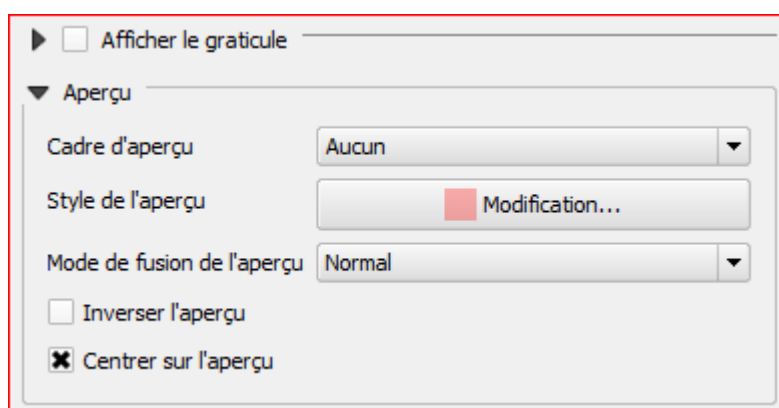 Afficher le graticule
Aperçu
Cadre d'aperçu Aucun
Style de l'aperçu Modification...
Mode de fusion de l'aperçu Normal
Inverser l'aperçu
Centrer sur l'aperçu